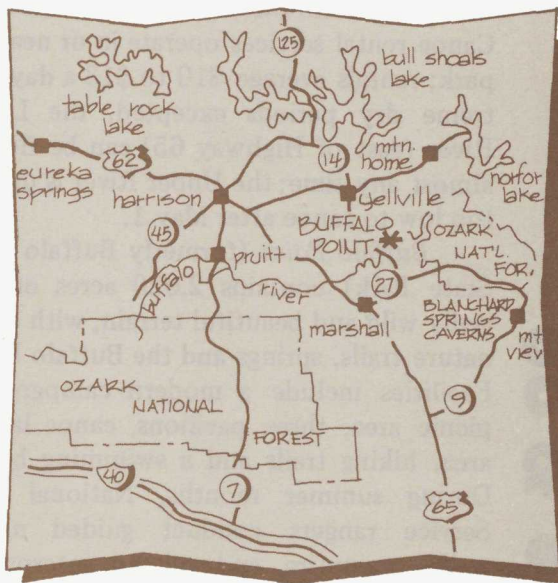 125
bull shoals
lake
table rock
lake
62
14
mtn.
home
eureka
springs
harrison
yellville
norfork
lake
BUFFALO
POINT
OZARK
NAT'L.
FOR.
45
pruitt
Buffalo
River
27
marshall
BLANCHARD
SPRINGS
CAVERNS
mt
view
OZARK
NATIONAL
FOREST
9
40
7
65